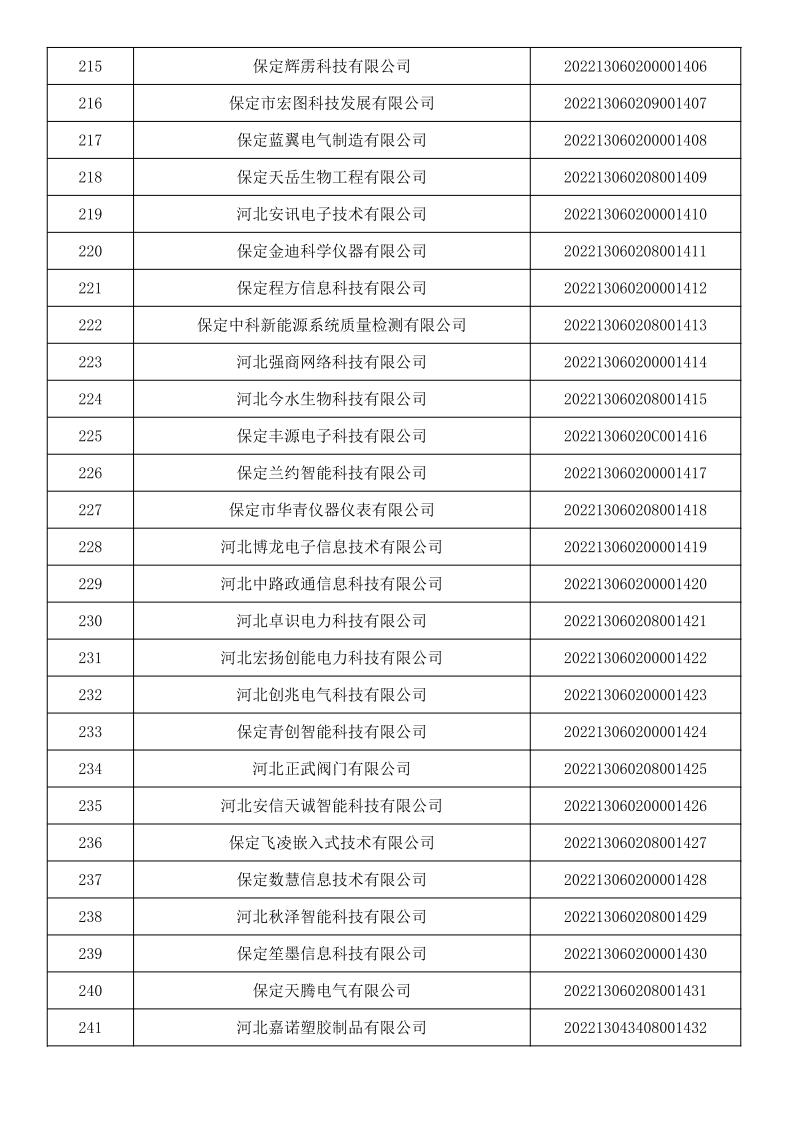 215 保定辉雳科技有限公司 202213060200001406
216 保定市宏图科技发展有限公司 202213060209001407
217 保定蓝翼电气制造有限公司 202213060200001408
218 保定天岳生物工程有限公司 202213060208001409
219 河北安讯电子技术有限公司 202213060200001410
220 保定金迪科学仪器有限公司 202213060208001411
221 保定程方信息科技有限公司 202213060200001412
222 保定中科新能源系统质量检测有限公司 202213060208001413
223 河北强商网络科技有限公司 202213060200001414
224 河北今水生物科技有限公司 202213060208001415
225 保定丰源电子科技有限公司 20221306020C001416
226 保定兰约智能科技有限公司 202213060200001417
227 保定市华青仪器仪表有限公司 202213060208001418
228 河北博龙电子信息技术有限公司 202213060200001419
229 河北中路政通信息科技有限公司 202213060200001420
230 河北卓识电力科技有限公司 202213060208001421
231 河北宏扬创能电力科技有限公司 202213060200001422
232 河北创兆电气科技有限公司 202213060200001423
233 保定青创智能科技有限公司 202213060200001424
234 河北正武阀门有限公司 202213060208001425
235 河北安信天诚智能科技有限公司 202213060200001426
236 保定飞凌嵌入式技术有限公司 202213060208001427
237 保定数慧信息技术有限公司 202213060200001428
238 河北秋泽智能科技有限公司 202213060208001429
239 保定笙墨信息科技有限公司 202213060200001430
240 保定天腾电气有限公司 202213060208001431
241 河北嘉诺塑胶制品有限公司 202213043408001432